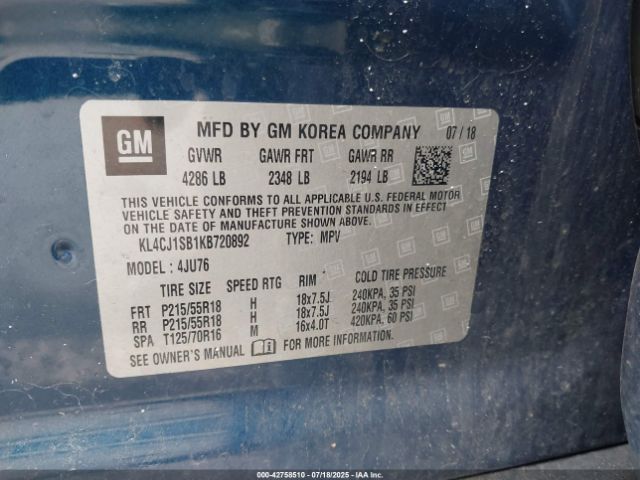 GM MFD BY GM KOREA COMPANY 07 / 18
GVWR GAWR FRT GAWR RR
4286 LB 2348 LB 2194 LB
THIS VEHICLE CONFORMS TO ALL APPLICABLE U.S. FEDERAL MOTOR
VEHICLE SAFETY AND THEFT PREVENTION STANDARDS IN EFFECT
ON THE DATE OF MANUFACTURE SHOWN ABOVE.
KL4CJ1SB1KB720892 TYPE: MPV
MODEL : 4JU76
TIRE SIZE SPEED RTG RIM COLD TIRE PRESSURE
FRT P215/55R18 H 18x7.5J 240KPA, 35 PSI
RR P215/55R18 H 18x7.5J 240KPA, 35 PSI
SPA T125/70R16 M 16x4.0T 420KPA, 60 PSI
SEE OWNER'S MANUAL FOR MORE INFORMATION.
000-42758510 - 07/18/2025 - IAAI.COM